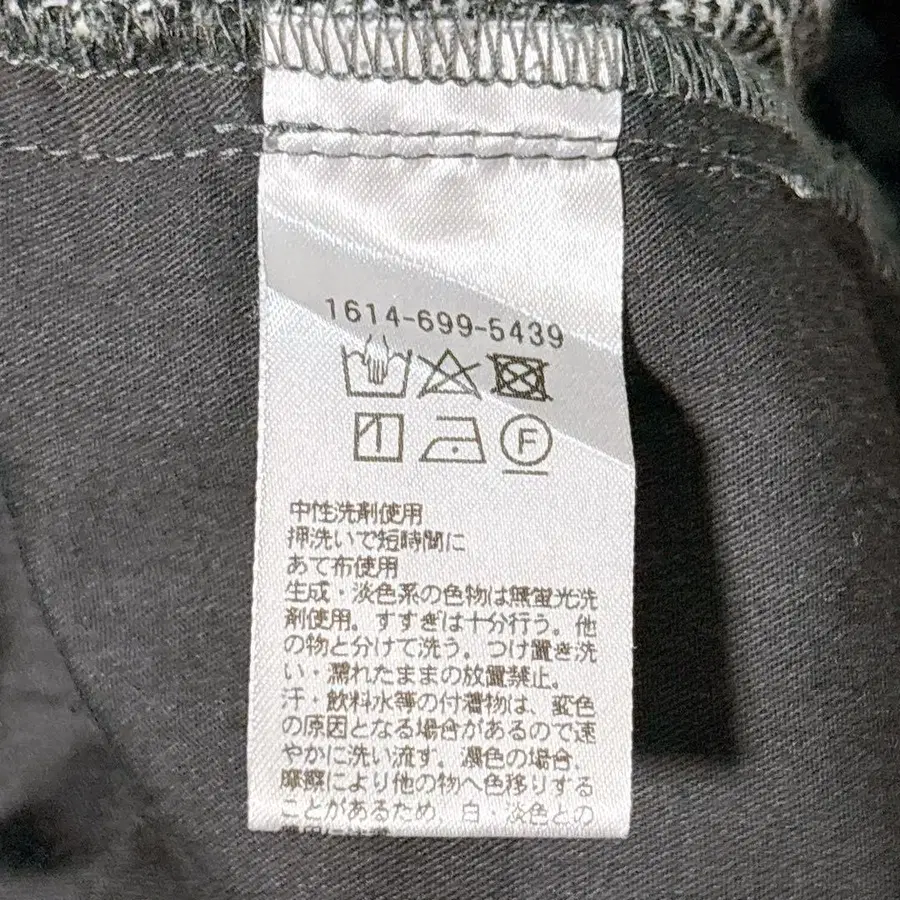 1614-699-5439
F
中性洗剤使用
押洗いで短時間に
あて布使用
生成・淡色系の色物は無蛍光洗
剤使用。すすぎは十分行う。他
の物と分けて洗う。つけ置き洗
い・濡れたままの放置禁止。
汗・飲料水等の付着物は、変色
の原因となる場合があるので速
やかに洗い流す。濃色の場合、
摩擦により他の物へ色移りする
ことがあるため、白・淡色との